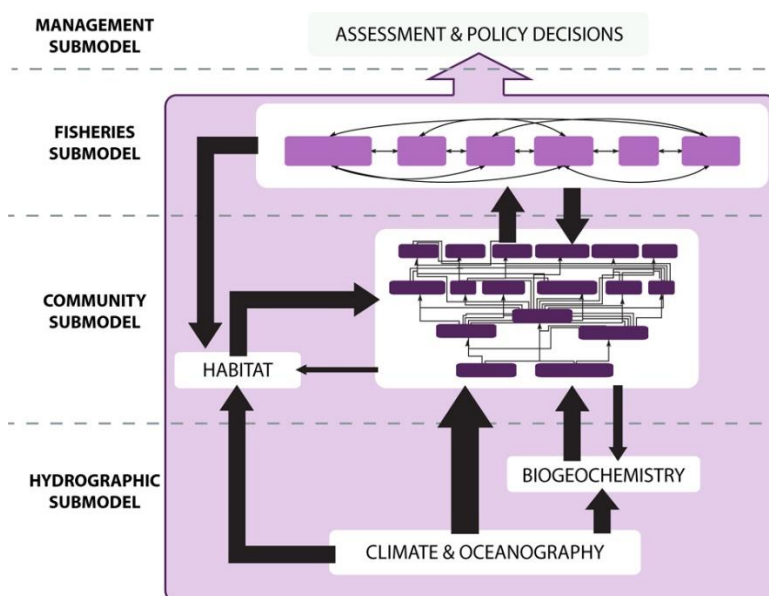 MANAGEMENT
SUBMODEL
ASSESSMENT & POLICY DECISIONS
FISHERIES
SUBMODEL
COMMUNITY
SUBMODEL
HABITAT
HYDROGRAPHIC
SUBMODEL
BIOGEOCHEMISTRY
CLIMATE & OCEANOGRAPHY